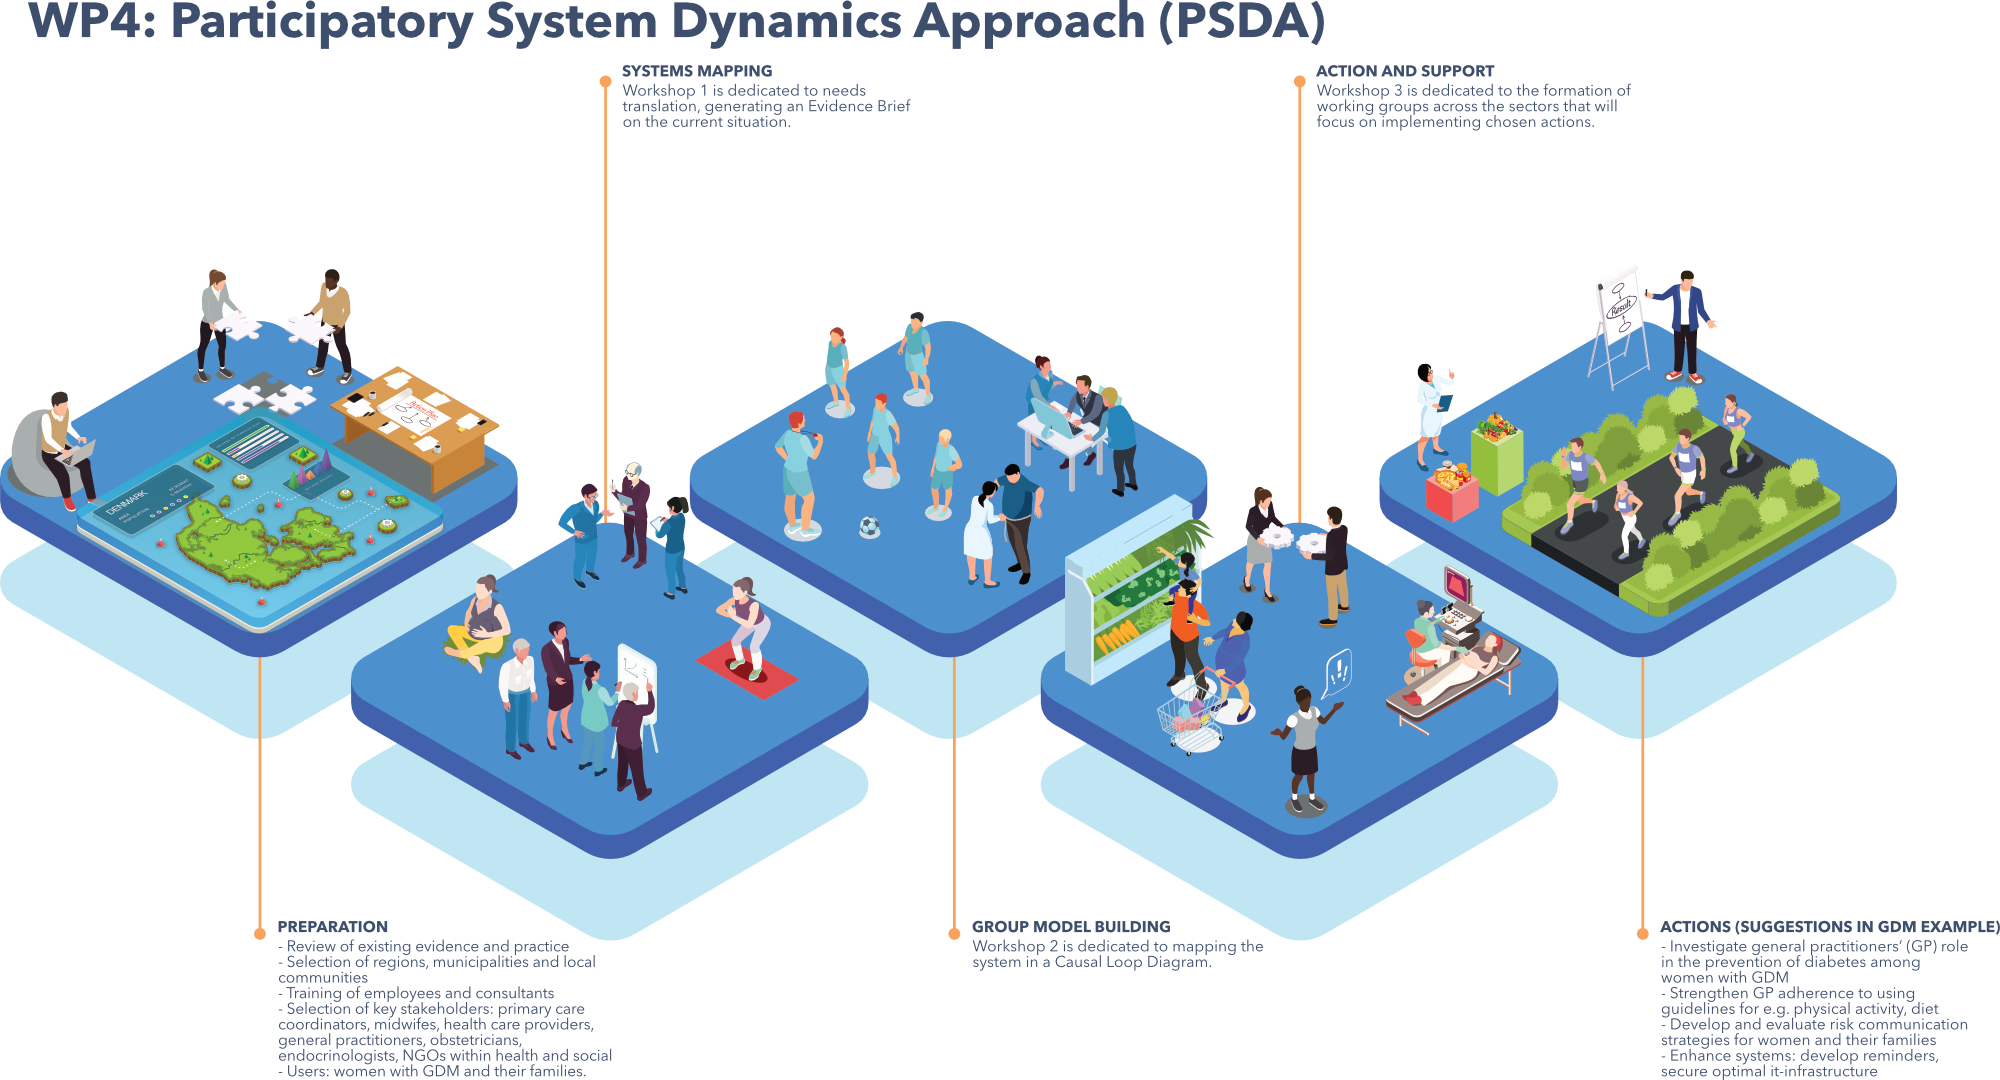 WP4: Participatory System Dynamics Approach (PSDA)
SYSTEMS MAPPING
Workshop 1 is dedicated to needs
translation, generating an Evidence Brief
on the current situation.
ACTION AND SUPPORT
Workshop 3 is dedicated to the formation of
working groups across the sectors that will
focus on implementing chosen actions.
Result
Action Plan
DENMARK
PREPARATION
- Review of existing evidence and practice
- Selection of regions, municipalities and local
communities
- Training of employees and consultants
- Selection of key stakeholders: primary care
coordinators, midwifes, health care providers,
general practitioners, obstetricians,
endocrinologists, NGOs within health and social
- Users: women with GDM and their families.
GROUP MODEL BUILDING
Workshop 2 is dedicated to mapping the
system in a Causal Loop Diagram.
ACTIONS (SUGGESTIONS IN GDM EXAMPLE)
- Investigate general practitioners’ (GP) role
in the prevention of diabetes among
women with GDM
- Strengthen GP adherence to using
guidelines for e.g. physical activity, diet
- Develop and evaluate risk communication
strategies for women and their families
- Enhance systems: develop reminders,
secure optimal it-infrastructure